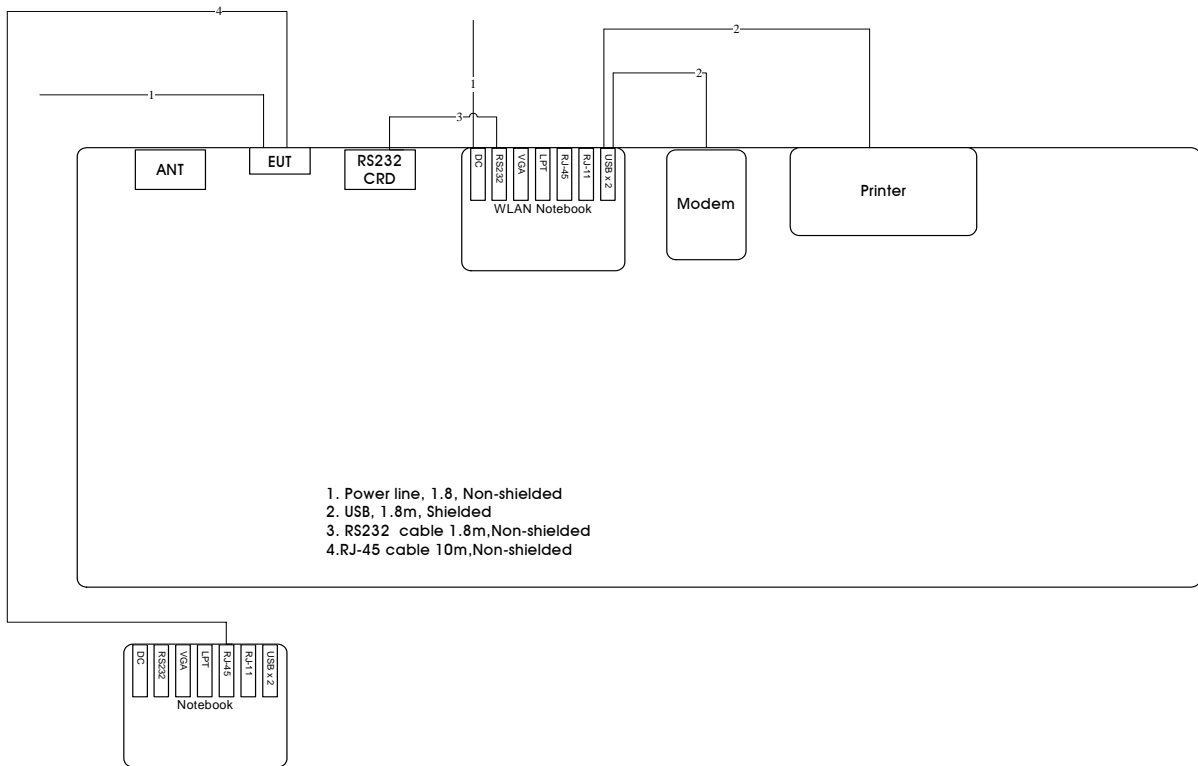 4
2
2
1
1
3
ANT
EUT
RS232
CRD
DC
RS232
VGA
LPT
RJ-45
RJ-11
USB x 2
WLAN Notebook
Modem
Printer
1. Power line, 1.8, Non-shielded
2. USB, 1.8m, Shielded
3. RS232  cable 1.8m,Non-shielded
4.RJ-45 cable 10m,Non-shielded
DC
RS232
VGA
LPT
RJ-45
RJ-11
USB x 2
Notebook